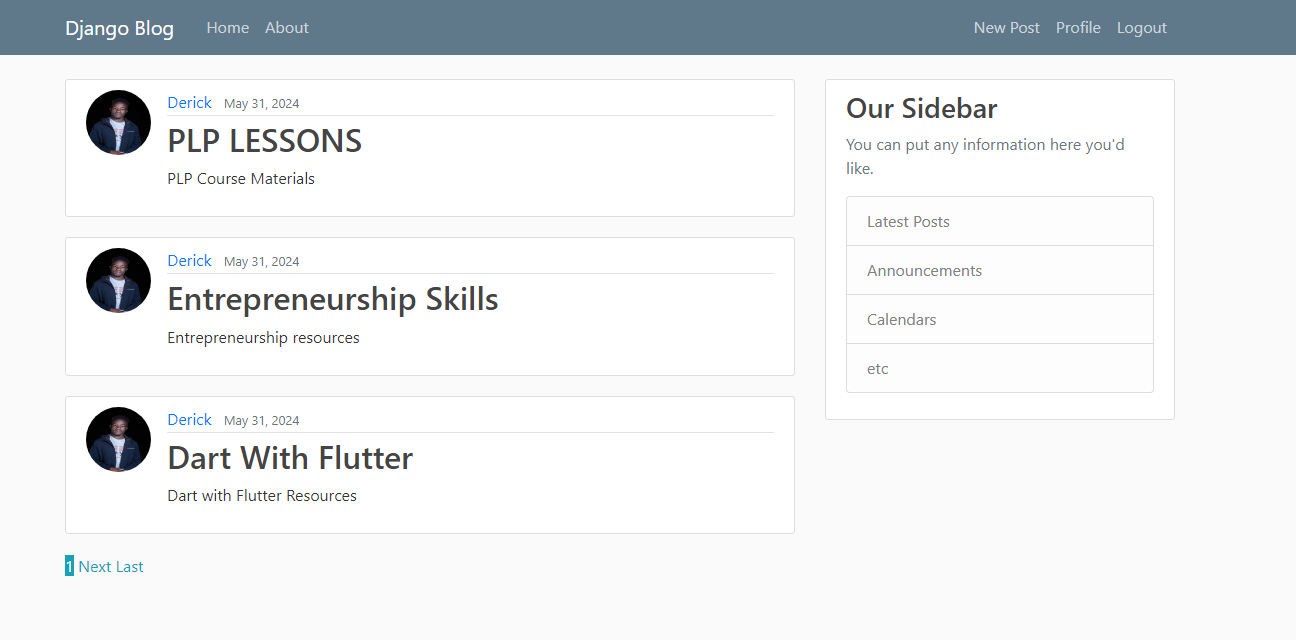 Django Blog Home About New Post Profile Logout
Derick May 31, 2024
PLP LESSONS
PLP Course Materials
Derick May 31, 2024
Entrepreneurship Skills
Entrepreneurship resources
Derick May 31, 2024
Dart With Flutter
Dart with Flutter Resources
1 Next Last
Our Sidebar
You can put any information here you'd
like.
Latest Posts
Announcements
Calendars
etc